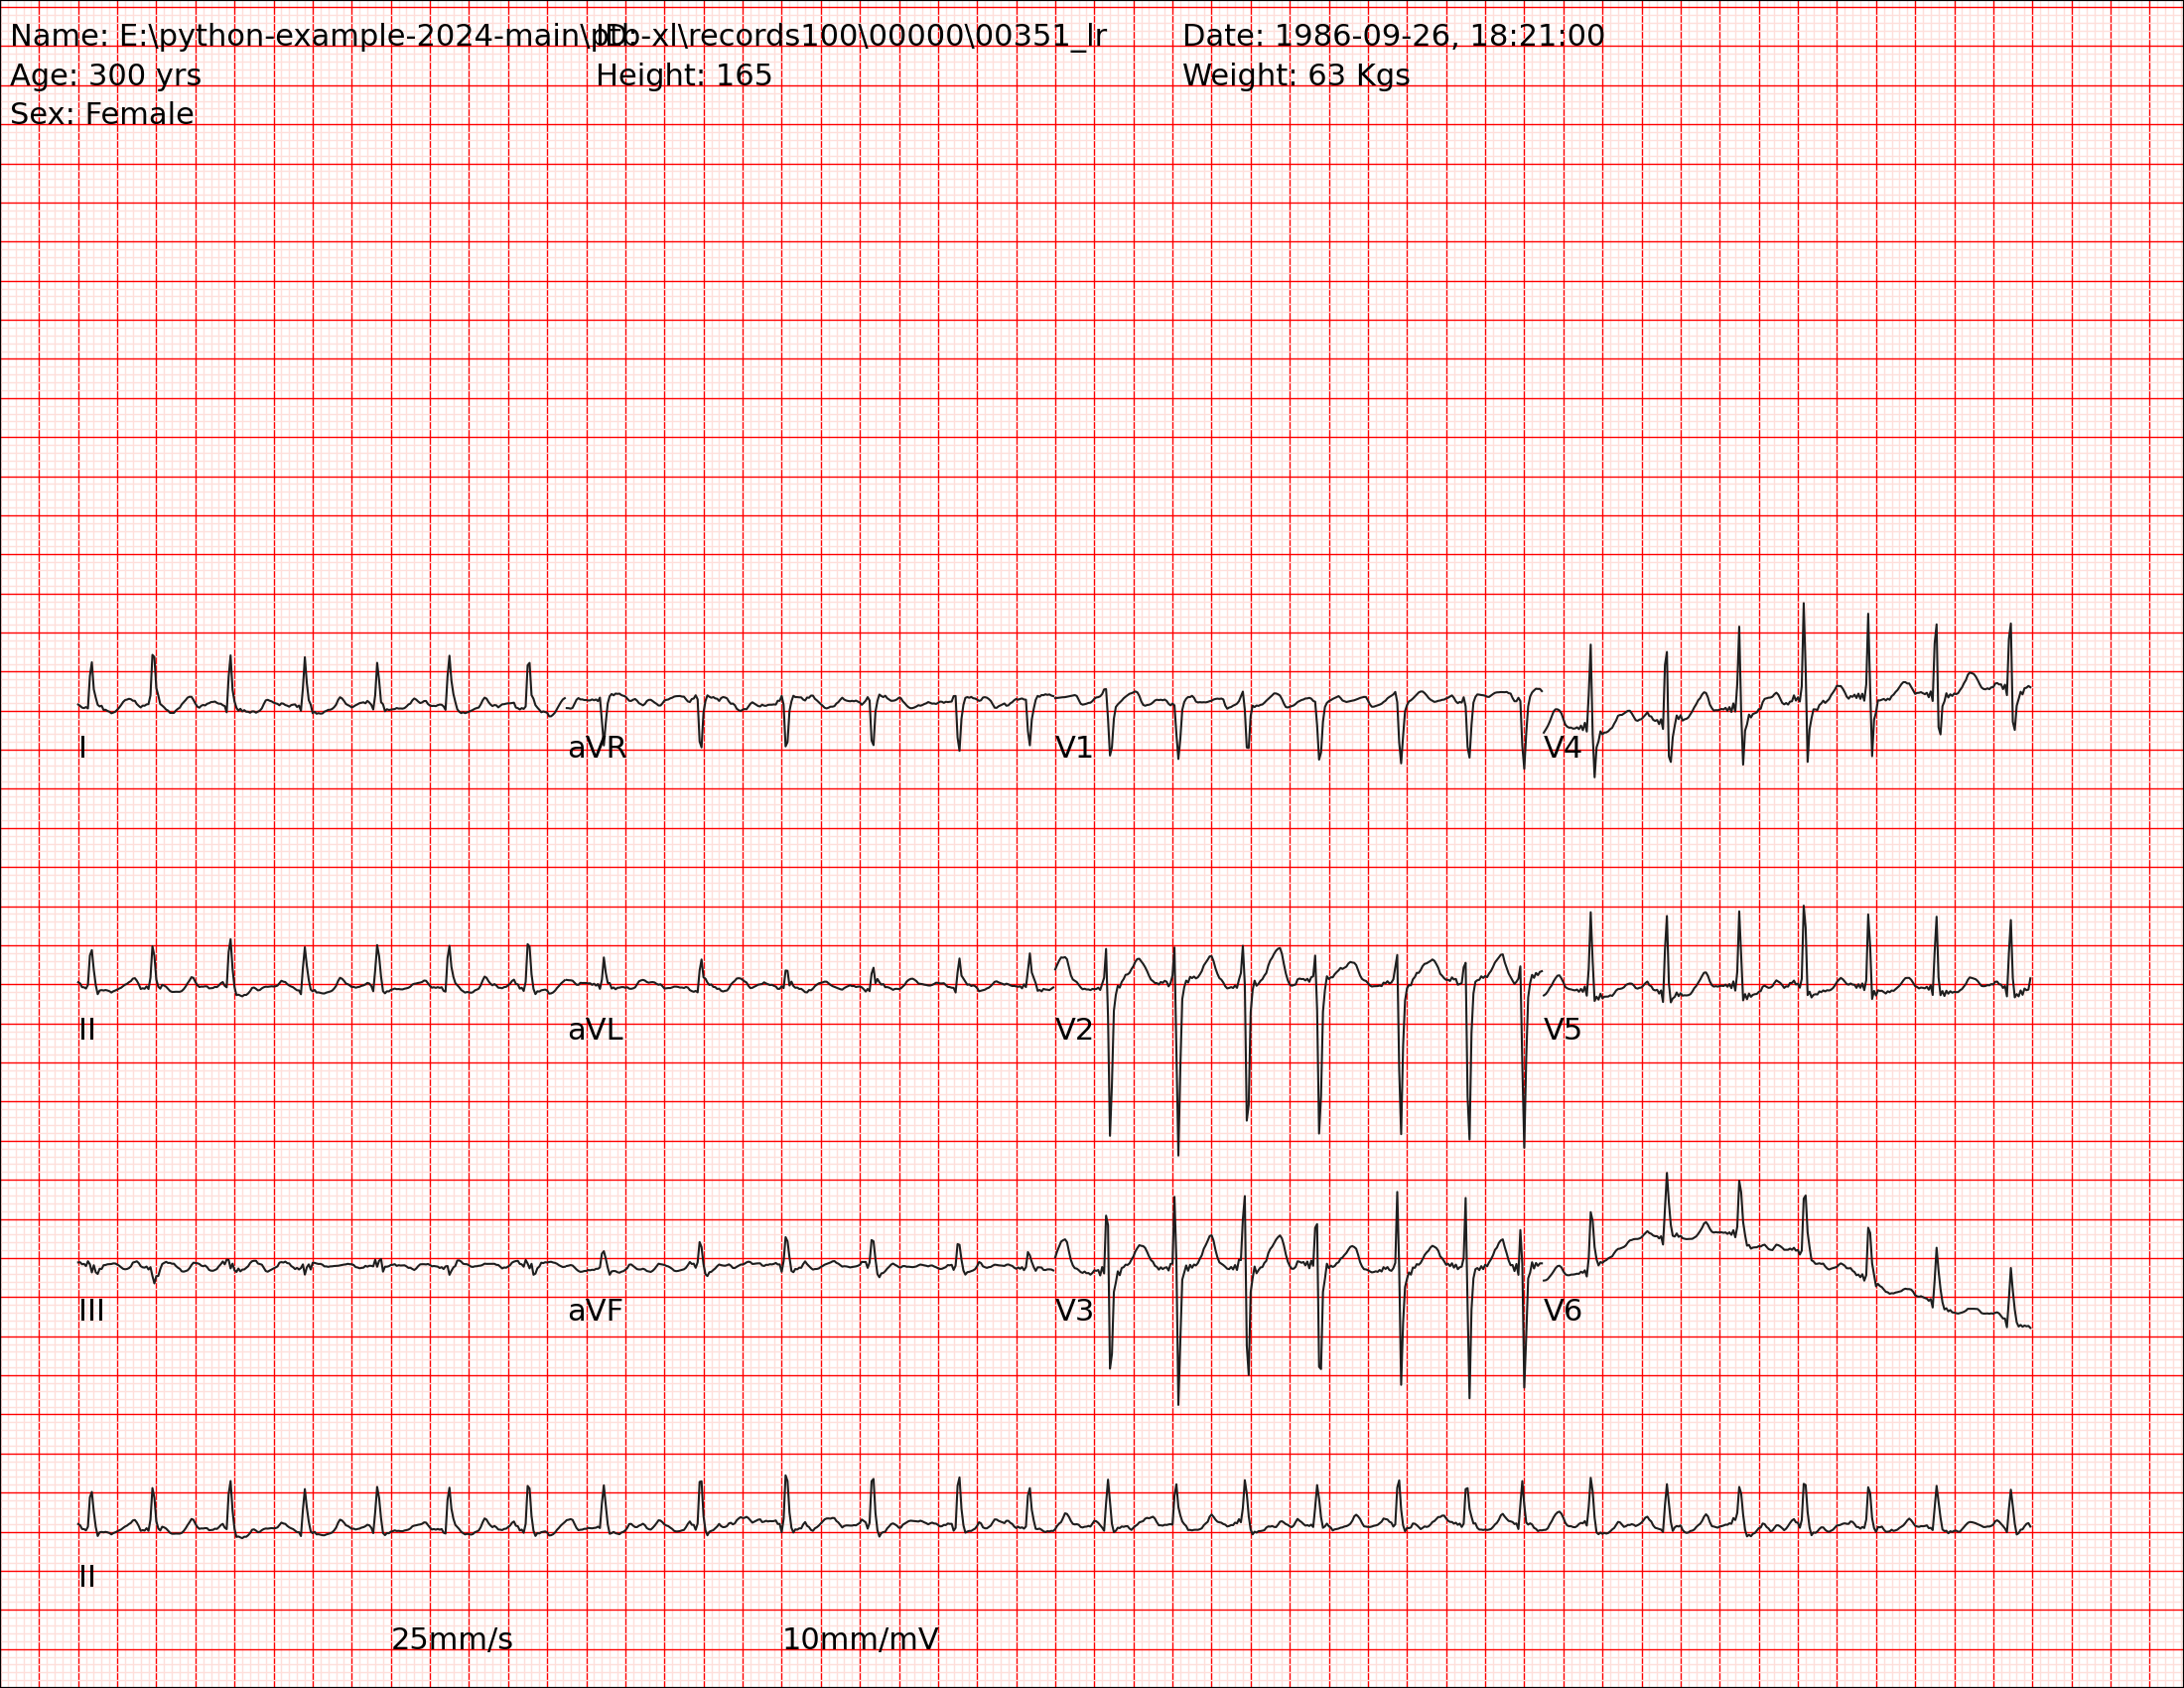 Name: E:\python-example-2024-main\ptb-xl\records100\00000\00351_lr ID: Date: 1986-09-26, 18:21:00
Age: 300 yrs Height: 165 Weight: 63 Kgs
Sex: Female
I aVR V1 V4
II aVL V2 V5
III aVF V3 V6
II
25mm/s 10mm/mV